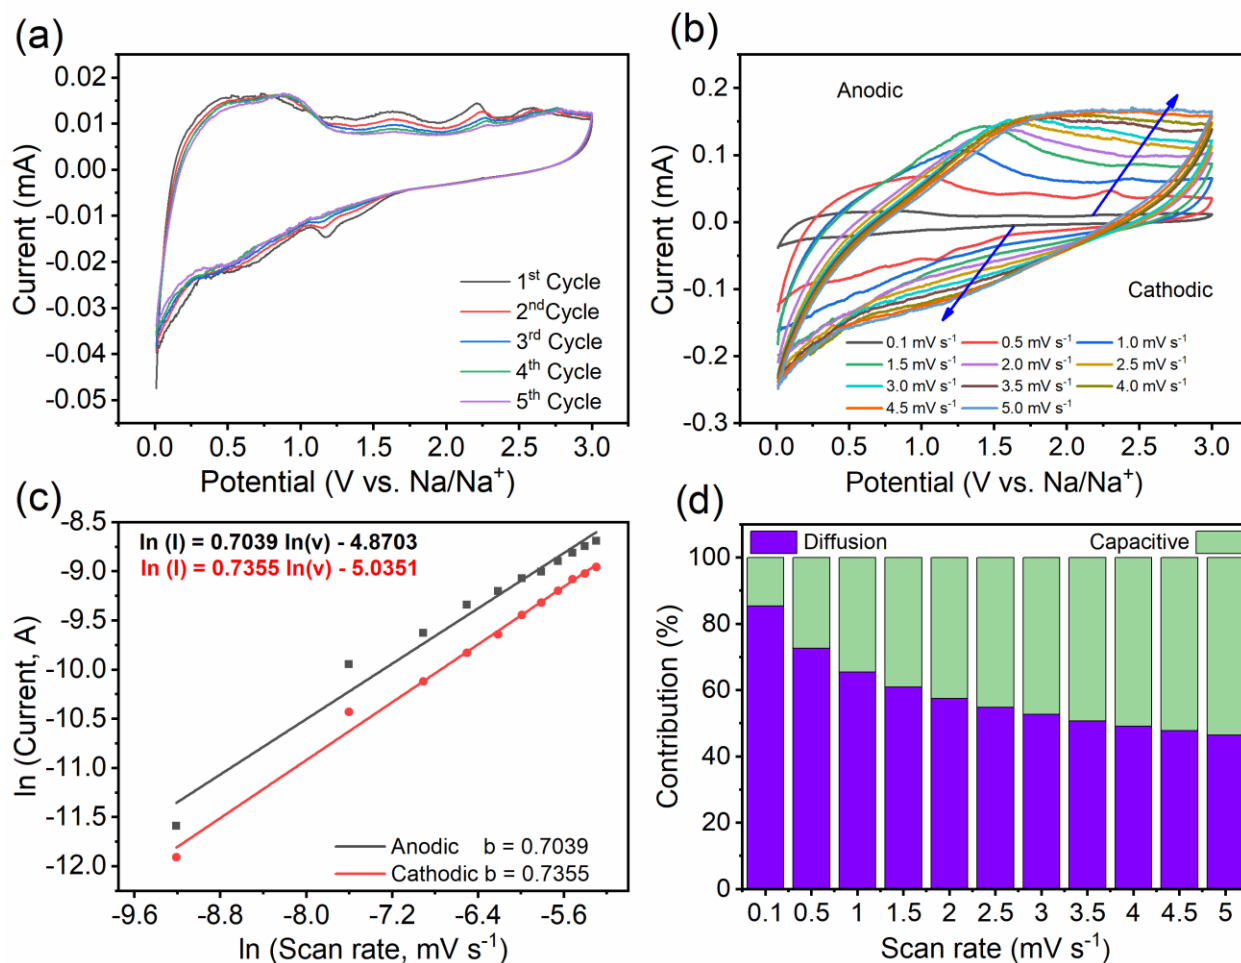 (a)
0.02
0.01
0.00
-0.01
-0.02
-0.03
-0.04
-0.05
Current (mA)
1st Cycle
2nd Cycle
3rd Cycle
4th Cycle
5th Cycle
0.0 0.5 1.0 1.5 2.0 2.5 3.0
Potential (V vs. Na/Na+)
(b)
0.2
0.1
0.0
-0.1
-0.2
-0.3
Current (mA)
Anodic
Cathodic
0.1 mV s-1 0.5 mV s-1 1.0 mV s-1
1.5 mV s-1 2.0 mV s-1 2.5 mV s-1
3.0 mV s-1 3.5 mV s-1 4.0 mV s-1
4.5 mV s-1 5.0 mV s-1
0.0 0.5 1.0 1.5 2.0 2.5 3.0
Potential (V vs. Na/Na+)
(c)
-8.5
-9.0
-9.5
-10.0
-10.5
-11.0
-11.5
-12.0
ln (Current, A)
ln (I) = 0.7039 ln(v) - 4.8703
ln (I) = 0.7355 ln(v) - 5.0351
Anodic b = 0.7039
Cathodic b = 0.7355
-9.6 -8.8 -8.0 -7.2 -6.4 -5.6
ln (Scan rate, mV s-1)
(d)
Diffusion Capacitive
100
80
60
40
20
0
Contribution (%)
0.1 0.5 1 1.5 2 2.5 3 3.5 4 4.5 5
Scan rate (mV s-1)